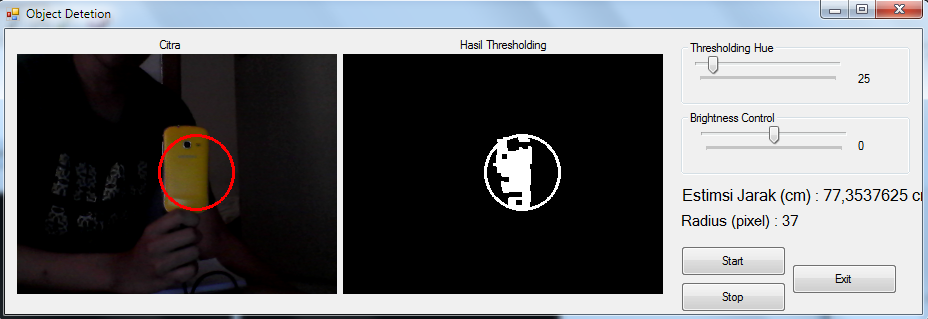 Object Detetion
Citra
Hasil Thresholding
Thresholding Hue
25
Brightness Control
0
Estimsi Jarak (cm) : 77,3537625 cm
Radius (pixel) : 37
Start
Stop
Exit